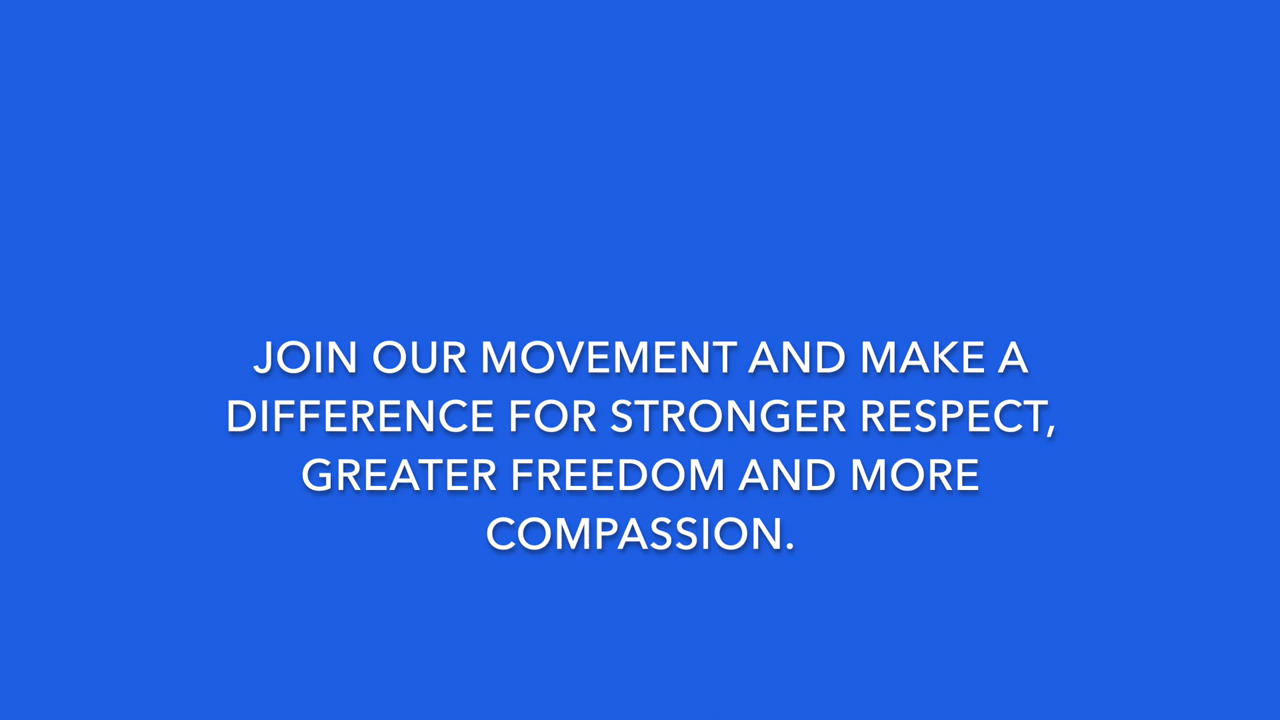 JOIN OUR MOVEMENT AND MAKE A
DIFFERENCE FOR STRONGER RESPECT,
GREATER FREEDOM AND MORE
COMPASSION.